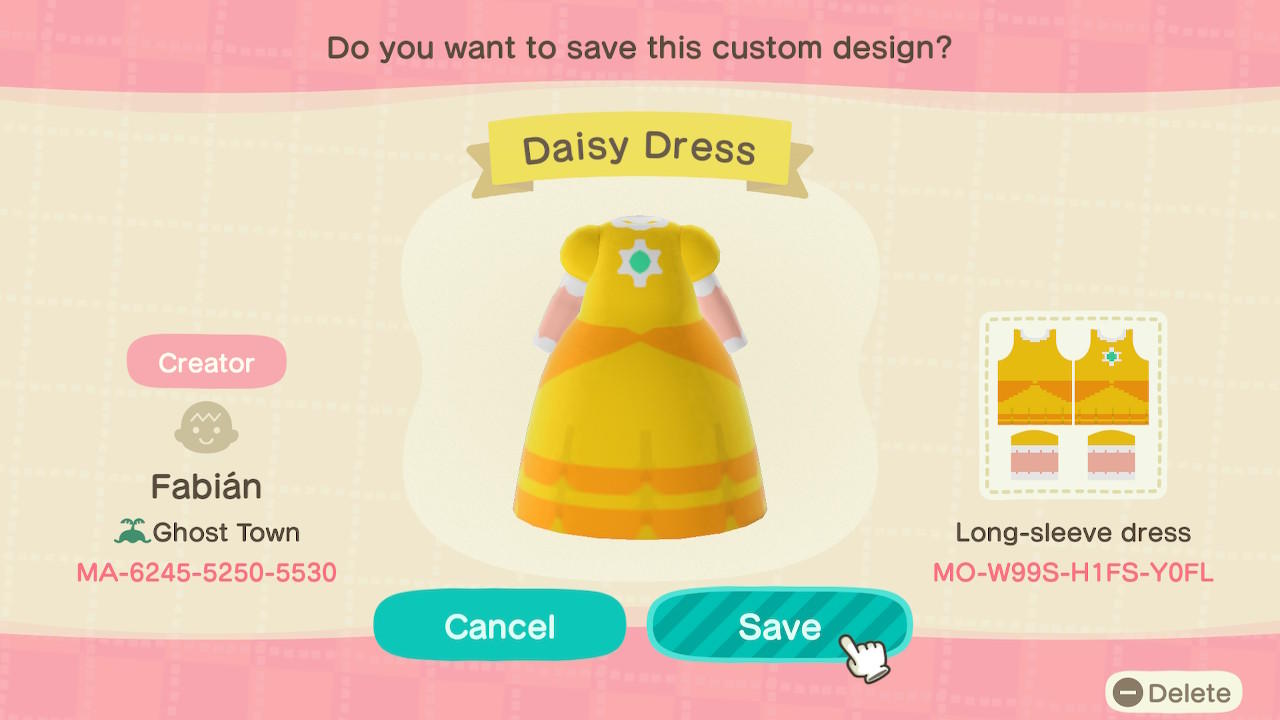 Do you want to save this custom design?
Daisy Dress
Creator
Fabián
Ghost Town
MA-6245-5250-5530
Long-sleeve dress
MO-W99S-H1FS-Y0FL
Cancel
Save
Delete